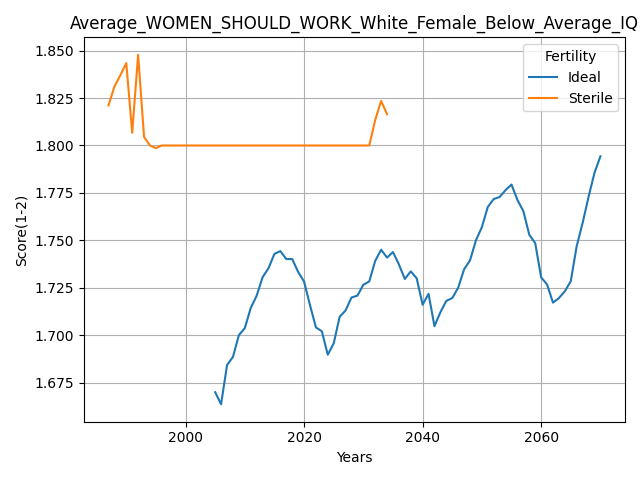 Average_WOMEN_SHOULD_WORK_White_Female_Below_Average_IQ
Fertility
Ideal
Sterile
1.850
1.825
1.800
1.775
1.750
1.725
1.700
1.675
Score(1-2)
2000
2020
2040
2060
Years